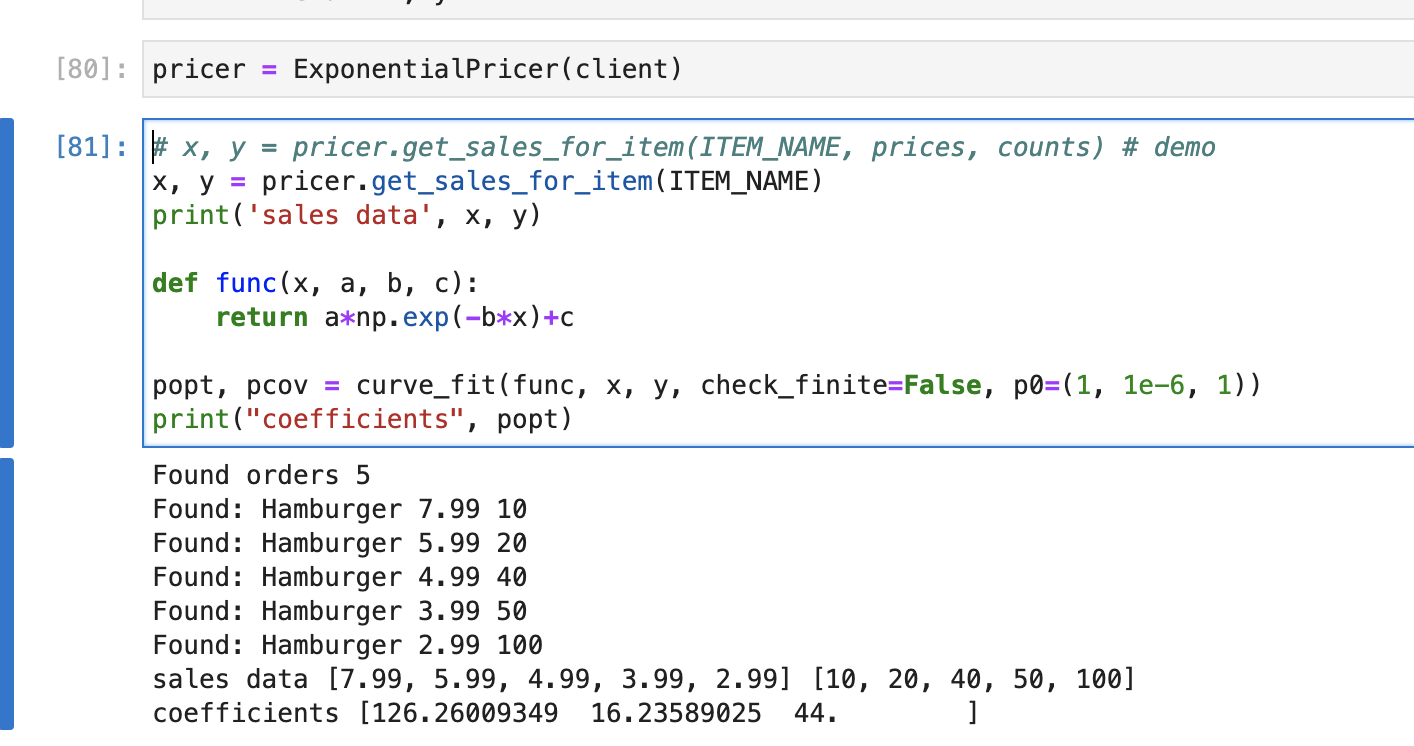 [80]: pricer = ExponentialPricer(client)
[81]: # x, y = pricer.get_sales_for_item(ITEM_NAME, prices, counts) # demo
x, y = pricer.get_sales_for_item(ITEM_NAME)
print('sales data', x, y)
def func(x, a, b, c):
    return a*np.exp(-b*x)+c
popt, pcov = curve_fit(func, x, y, check_finite=False, p0=(1, 1e-6, 1))
print("coefficients", popt)
Found orders 5
Found: Hamburger 7.99 10
Found: Hamburger 5.99 20
Found: Hamburger 4.99 40
Found: Hamburger 3.99 50
Found: Hamburger 2.99 100
sales data [7.99, 5.99, 4.99, 3.99, 2.99] [10, 20, 40, 50, 100]
coefficients [126.26009349  16.23589025  44.        ]